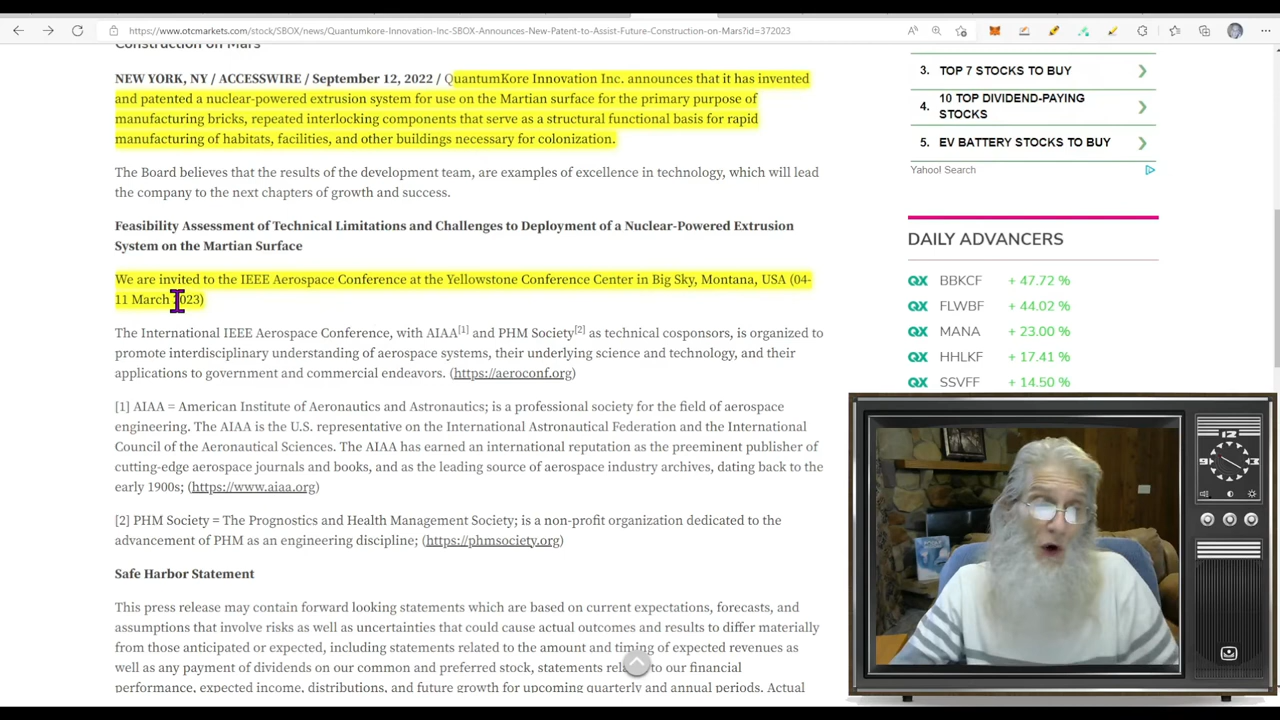 https://www.otcmarkets.com/stock/SBOX/news/Quantumkore-Innovation-Inc-SBOX-Announces-New-Patent-to-Assist-Future-Construction-on-Mars?id=372023
Construction on Mars
NEW YORK, NY / ACCESSWIRE / September 12, 2022 / QuantumKore Innovation Inc. announces that it has invented
and patented a nuclear-powered extrusion system for use on the Martian surface for the primary purpose of
manufacturing bricks, repeated interlocking components that serve as a structural functional basis for rapid
manufacturing of habitats, facilities, and other buildings necessary for colonization.
The Board believes that the results of the development team, are examples of excellence in technology, which will lead
the company to the next chapters of growth and success.
Feasibility Assessment of Technical Limitations and Challenges to Deployment of a Nuclear-Powered Extrusion
System on the Martian Surface
We are invited to the IEEE Aerospace Conference at the Yellowstone Conference Center in Big Sky, Montana, USA (04-
11 March 2023)
The International IEEE Aerospace Conference, with AIAA[1] and PHM Society[2] as technical cosponsors, is organized to
promote interdisciplinary understanding of aerospace systems, their underlying science and technology, and their
applications to government and commercial endeavors. (https://aeroconf.org)
[1] AIAA = American Institute of Aeronautics and Astronautics; is a professional society for the field of aerospace
engineering. The AIAA is the U.S. representative on the International Astronautical Federation and the International
Council of the Aeronautical Sciences. The AIAA has earned an international reputation as the preeminent publisher of
cutting-edge aerospace journals and books, and as the leading source of aerospace industry archives, dating back to the
early 1900s; (https://www.aiaa.org)
[2] PHM Society = The Prognostics and Health Management Society; is a non-profit organization dedicated to the
advancement of PHM as an engineering discipline; (https://phmsociety.org)
Safe Harbor Statement
This press release may contain forward looking statements which are based on current expectations, forecasts, and
assumptions that involve risks as well as uncertainties that could cause actual outcomes and results to differ materially
from those anticipated or expected, including statements related to the amount and timing of expected revenues as
well as any payment of dividends on our common and preferred stock, statements related to our financial
performance, expected income, distributions, and future growth for upcoming quarterly and annual periods. Actual
3. TOP 7 STOCKS TO BUY
4. 10 TOP DIVIDEND-PAYING
STOCKS
5. EV BATTERY STOCKS TO BUY
Yahoo! Search
DAILY ADVANCERS
QX BBKCF + 47.72 %
QX FLWBF + 44.02 %
QX MANA + 23.00 %
QX HHLKF + 17.41 %
QX SSVFF + 14.50 %
12
9 3